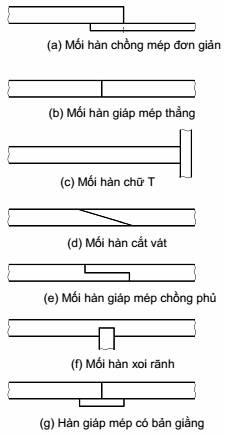 (a) Mối hàn chồng mép đơn giản
(b) Mối hàn giáp mép thẳng
(c) Mối hàn chữ T
(d) Mối hàn cắt vát
(e) Mối hàn giáp mép chồng phủ
(f) Mối hàn xoi rãnh
(g) Hàn giáp mép có bản giằng